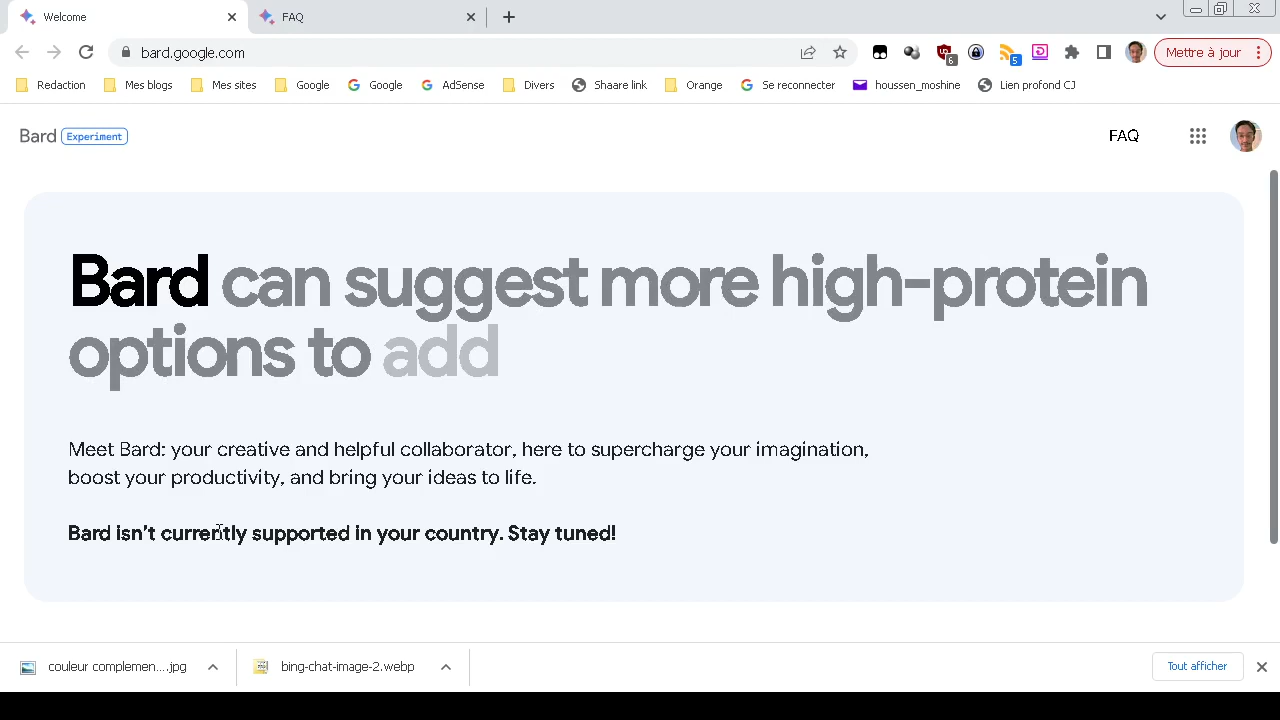 Welcome
FAQ
bard.google.com
6
5
Mettre à jour
Redaction
Mes blogs
Mes sites
Google
Google
AdSense
Divers
Shaare link
Orange
Se reconnecter
houssen_moshine
Lien profond CJ
Bard Experiment
FAQ
Bard can suggest more high-protein
options to add
Meet Bard: your creative and helpful collaborator, here to supercharge your imagination,
boost your productivity, and bring your ideas to life.
Bard isn't currently supported in your country. Stay tuned!
couleur complemen....jpg
bing-chat-image-2.webp
Tout afficher